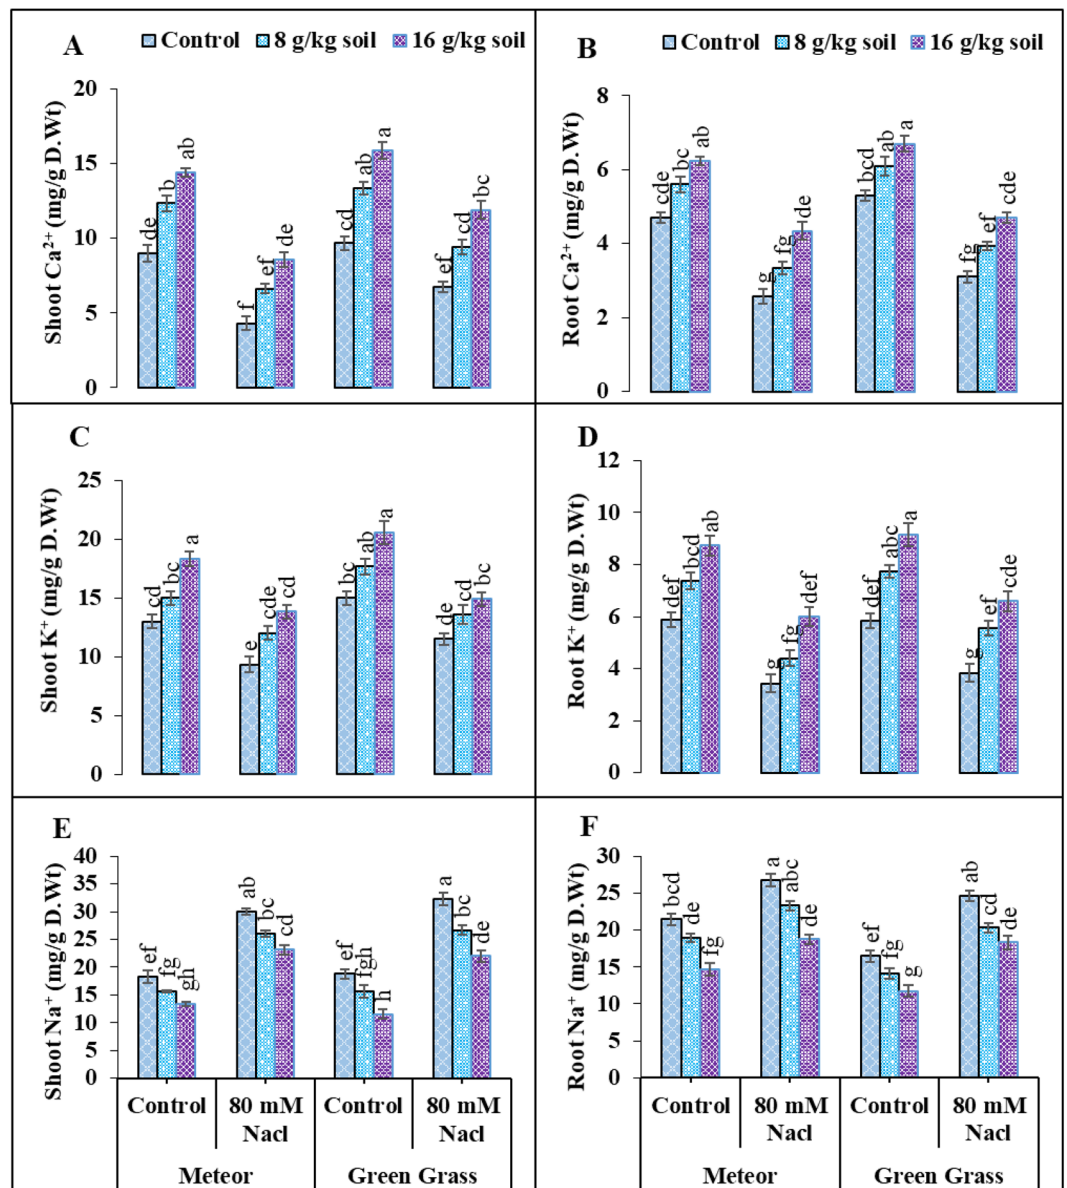 A
Control 8 g/kg soil 16 g/kg soil
Shoot Ca²⁺ (mg/g D.Wt)
20
15
10
5
0
de b ab
f ef de
cd ab a
ef cd bc
B
Control 8 g/kg soil 16 g/kg soil
Root Ca²⁺ (mg/g D.Wt)
8
6
4
2
0
cde bc ab
g fg de
bcd ab a
fg ef cde
C
Shoot K⁺ (mg/g D.Wt)
25
20
15
10
5
0
cd bc a
e cde cd
bc ab a
de cd bc
D
Root K⁺ (mg/g D.Wt)
12
10
8
6
4
2
0
def bcd ab
g fg def
def abc a
g ef cde
E
Shoot Na⁺ (mg/g D.Wt)
40
35
30
25
20
15
10
5
0
ef fg gh
ab bc cd
ef fgh h
a bc de
Control 80 mM Nacl Control 80 mM Nacl
Meteor Green Grass
F
Root Na⁺ (mg/g D.Wt)
30
25
20
15
10
5
0
bcd de fg
a abc de
ef fg g
ab cd de
Control 80 mM Nacl Control 80 mM Nacl
Meteor Green Grass